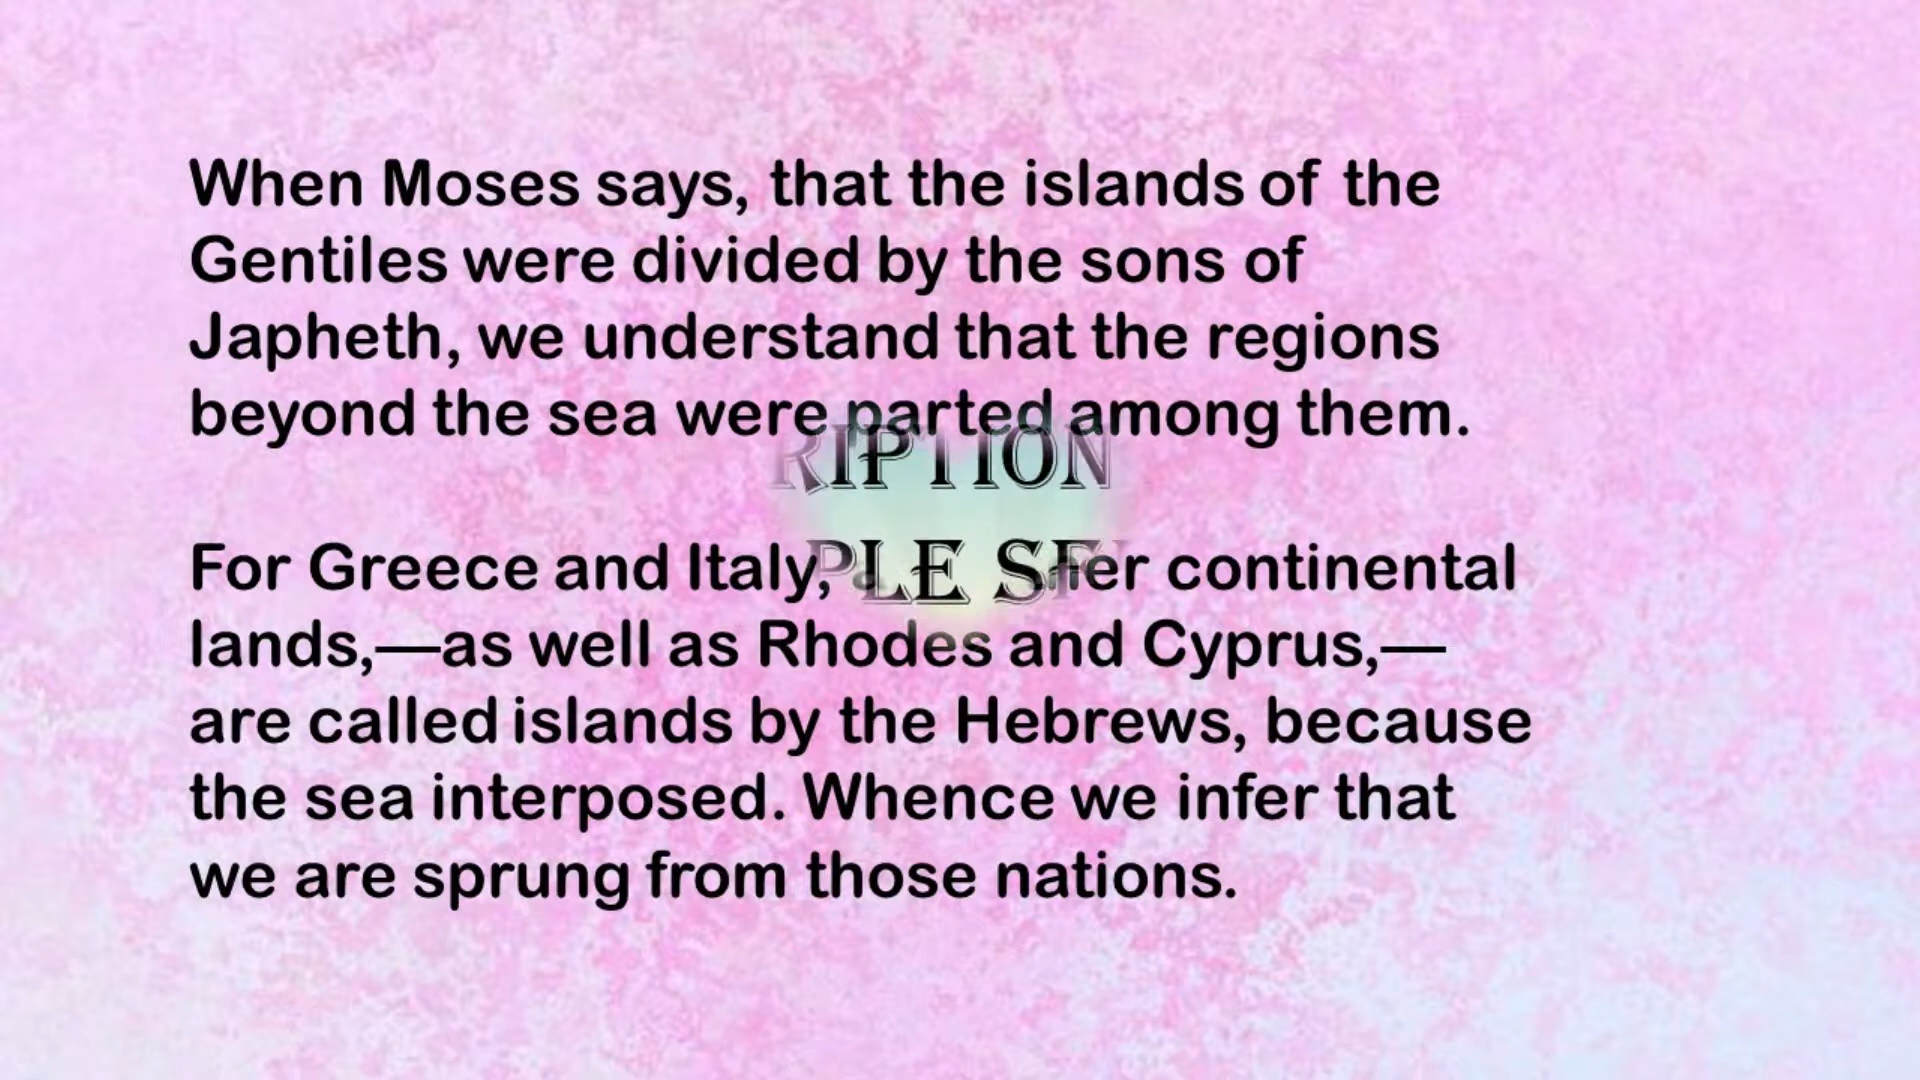 When Moses says, that the islands of the
Gentiles were divided by the sons of
Japheth, we understand that the regions
beyond the sea were parted among them.
RIPTION
For Greece and Italy, continental
PLE
lands,—as well as Rhodes and Cyprus,—
are called islands by the Hebrews, because
the sea interposed. Whence we infer that
we are sprung from those nations.